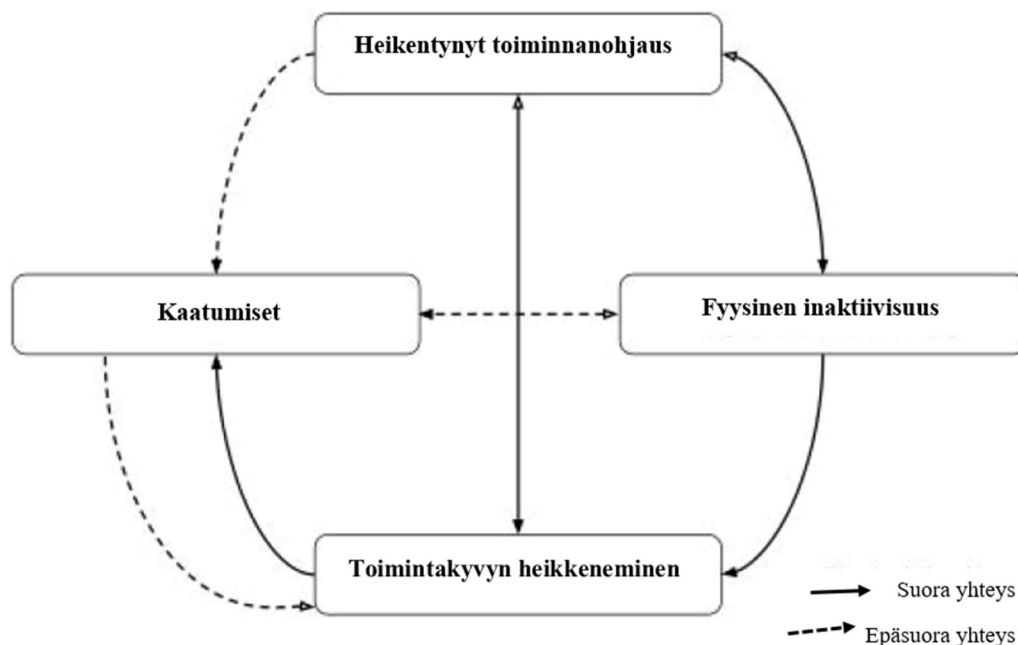 Heikentynyt toiminnanohjaus
Kaatumiset
Fyysinen inaktiivisuus
Toimintakyvyn heikkeneminen
Suora yhteys
Epäsuora yhteys